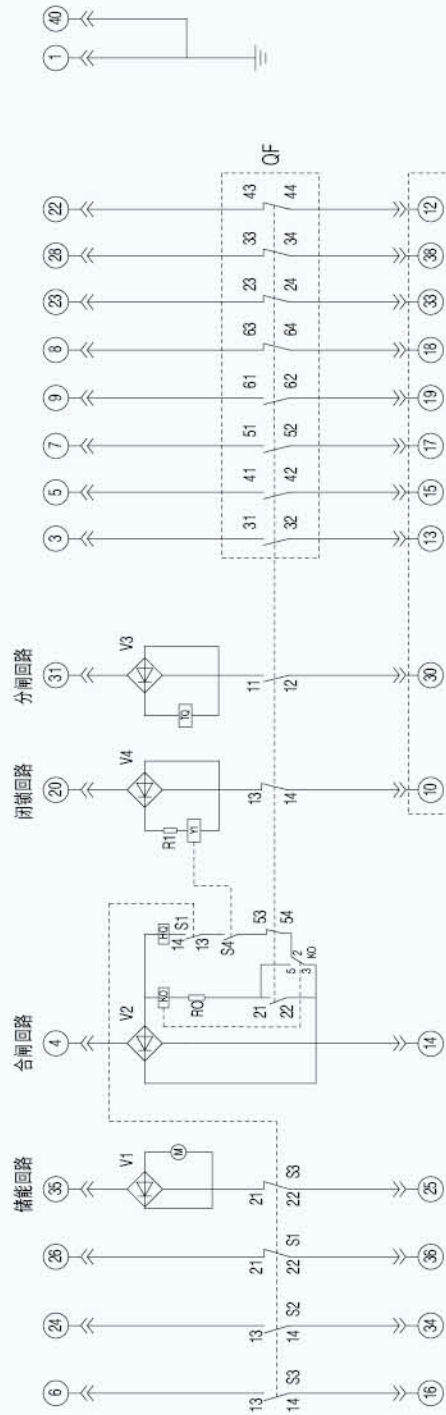 储能回路 合闸回路 闭锁回路 分闸回路
6 24 26 35 4 20 31 3 5 7 9 8 23 28 22 1 40
V1 V2 V4 V3
M
KO HQ R1 Y1 TQ
RO
14 S1
13
S4
QF
13 13 21 21 21 53 13 11 31 41 51 61 63 23 33 43
14 S3 14 S2 22 S1 22 S3 22 54 14 12 32 42 52 62 64 24 34 44
5 2
3 KO
16 34 36 25 14 10 30 13 15 17 19 18 33 38 12